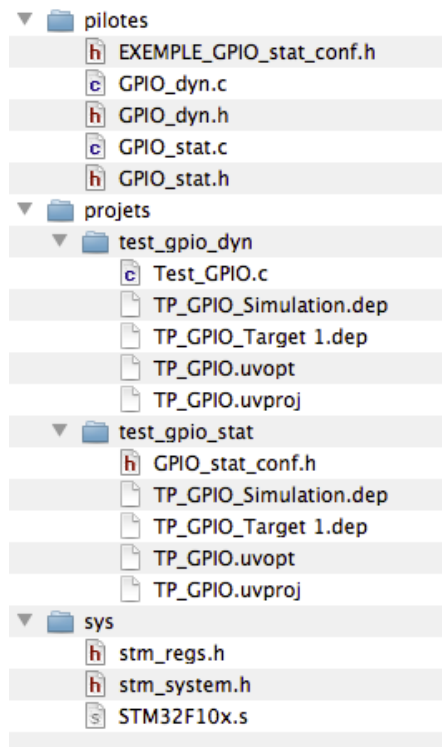 pilotes
EXEMPLE_GPIO_stat_conf.h
GPIO_dyn.c
GPIO_dyn.h
GPIO_stat.c
GPIO_stat.h
projets
test_gpio_dyn
Test_GPIO.c
TP_GPIO_Simulation.dep
TP_GPIO_Target 1.dep
TP_GPIO.uvopt
TP_GPIO.uvproj
test_gpio_stat
GPIO_stat_conf.h
TP_GPIO_Simulation.dep
TP_GPIO_Target 1.dep
TP_GPIO.uvopt
TP_GPIO.uvproj
sys
stm_regs.h
stm_system.h
STM32F10x.s